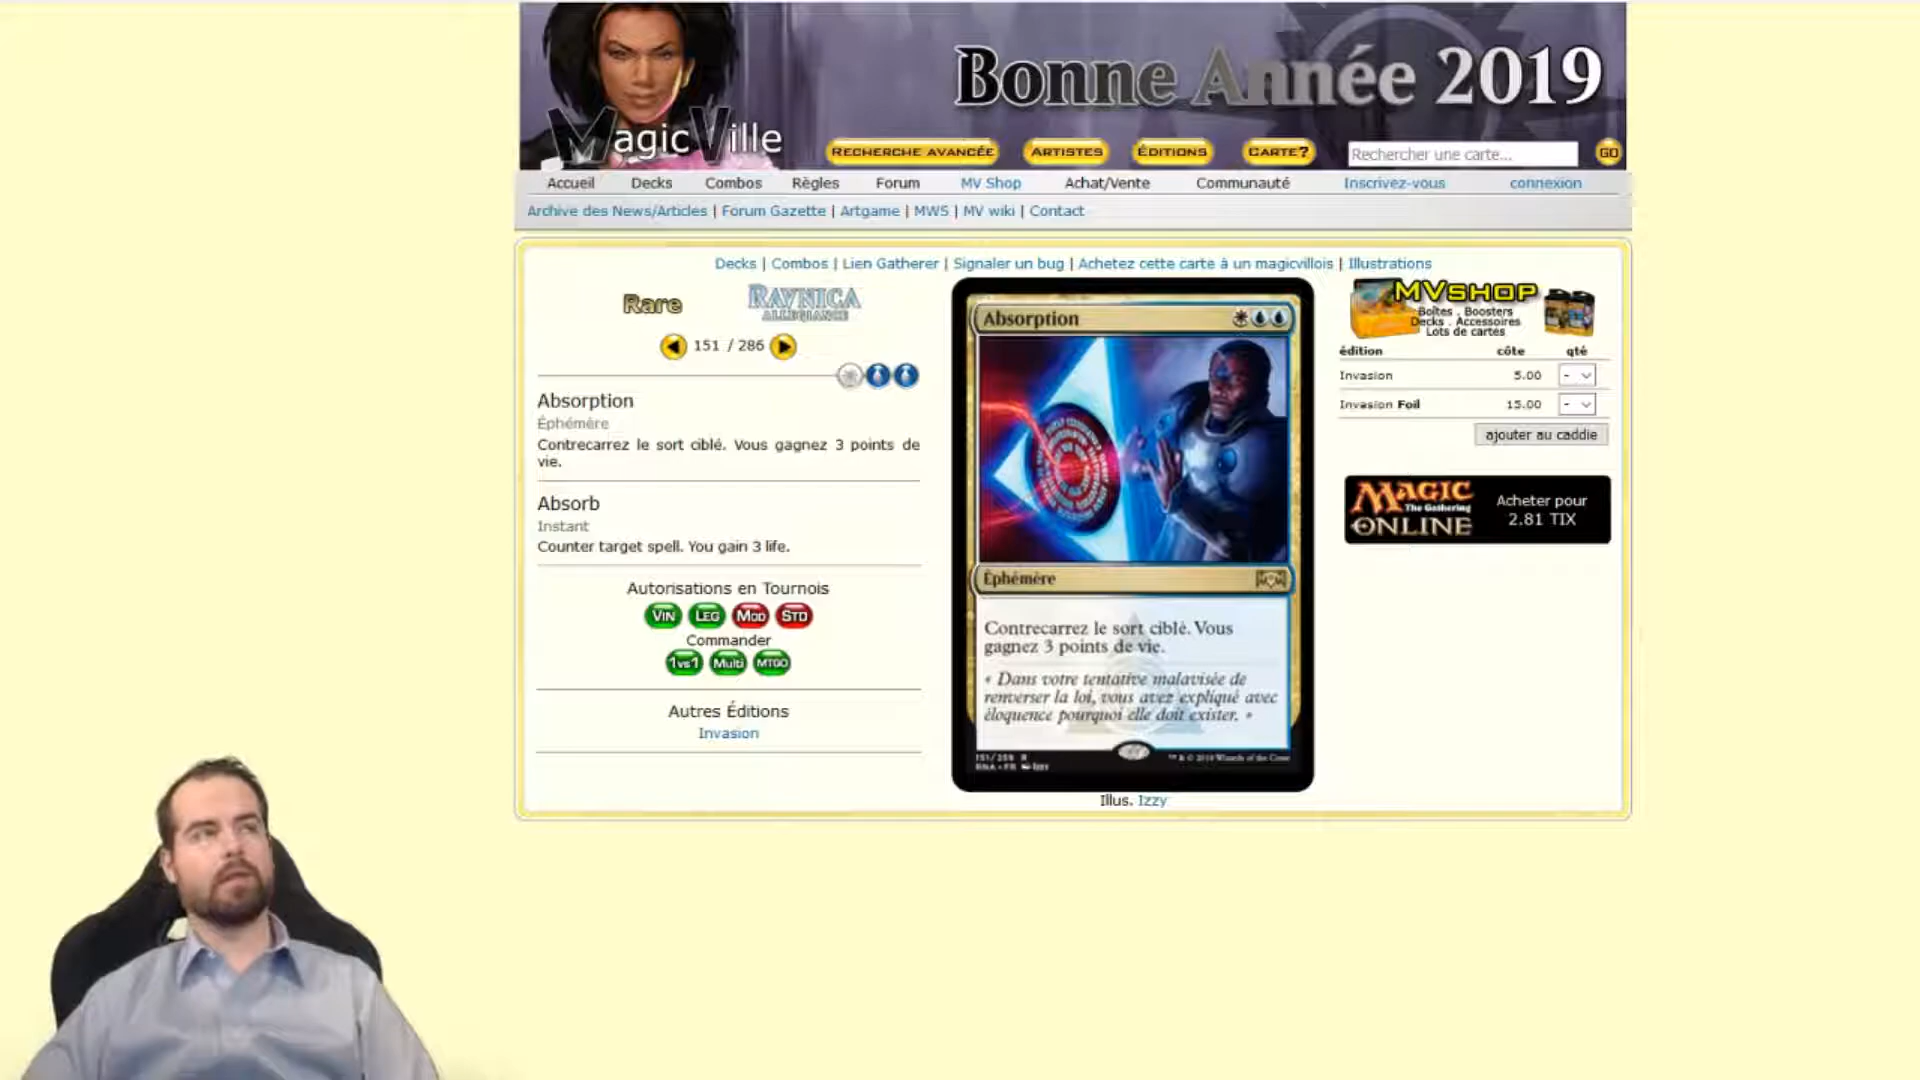 Bonne Année 2019
MagicVille
RECHERCHE AVANCÉE
ARTISTES
ÉDITIONS
CARTE?
Rechercher une carte...
GO
Accueil Decks Combos Règles Forum MV Shop Achat/Vente Communauté Inscrivez-vous connexion
Archive des News/Articles | Forum Gazette | Artgame | MWS | MV wiki | Contact
Decks | Combos | Lien Gatherer | Signaler un bug | Achetez cette carte à un magicvillois | Illustrations
Rare
RAVNICA
ALLEGIANCE
151 / 286
Absorption
Éphémère
Contrecarrez le sort ciblé. Vous gagnez 3 points de
vie.
Absorb
Instant
Counter target spell. You gain 3 life.
Autorisations en Tournois
VIN LEG MOD STD
Commander
1vs1 Multi MTGO
Autres Éditions
Invasion
Absorption
Éphémère
Contrecarrez le sort ciblé. Vous
gagnez 3 points de vie.
« Dans votre tentative malavisée de
renverser la loi, vous avez expliqué avec
éloquence pourquoi elle doit exister. »
Illus. Izzy
MVSHOP
Boîtes . Boosters
Decks . Accessoires
Lots de cartes
édition côte qté
Invasion 5.00 -
Invasion Foil 15.00 -
ajouter au caddie
MAGIC
The Gathering
ONLINE
Acheter pour
2.81 TIX